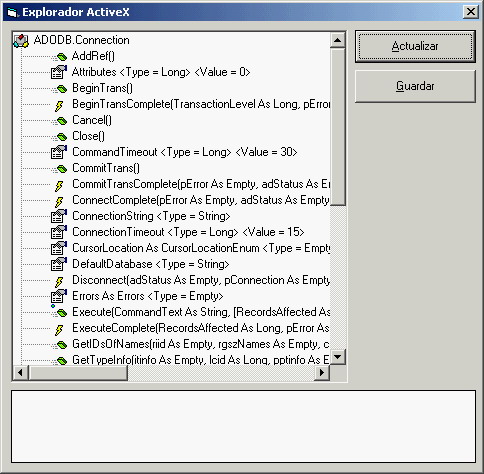 Explorador ActiveX
ADODB.Connection
AddRef()
Attributes <Type = Long> <Value = 0>
BeginTrans()
BeginTransComplete(TransactionLevel As Long, pError
Cancel()
Close()
CommandTimeout <Type = Long> <Value = 30>
CommitTrans()
CommitTransComplete(pError As Empty, adStatus As Er
ConnectComplete(pError As Empty, adStatus As Empty,
ConnectionString <Type = String>
ConnectionTimeout <Type = Long> <Value = 15>
CursorLocation As CursorLocationEnum <Type = Empty
DefaultDatabase <Type = String>
Disconnect(adStatus As Empty, pConnection As Empty)
Errors As Errors <Type = Empty>
Execute(CommandText As String, [RecordsAffected As
ExecuteComplete(RecordsAffected As Long, pError As
GetIDsOfNames(riid As Empty, rgszNames As Empty, c
GetTypeInfo(itinfo As Empty, lcid As Long, pptinfo As E
Actualizar
Guardar